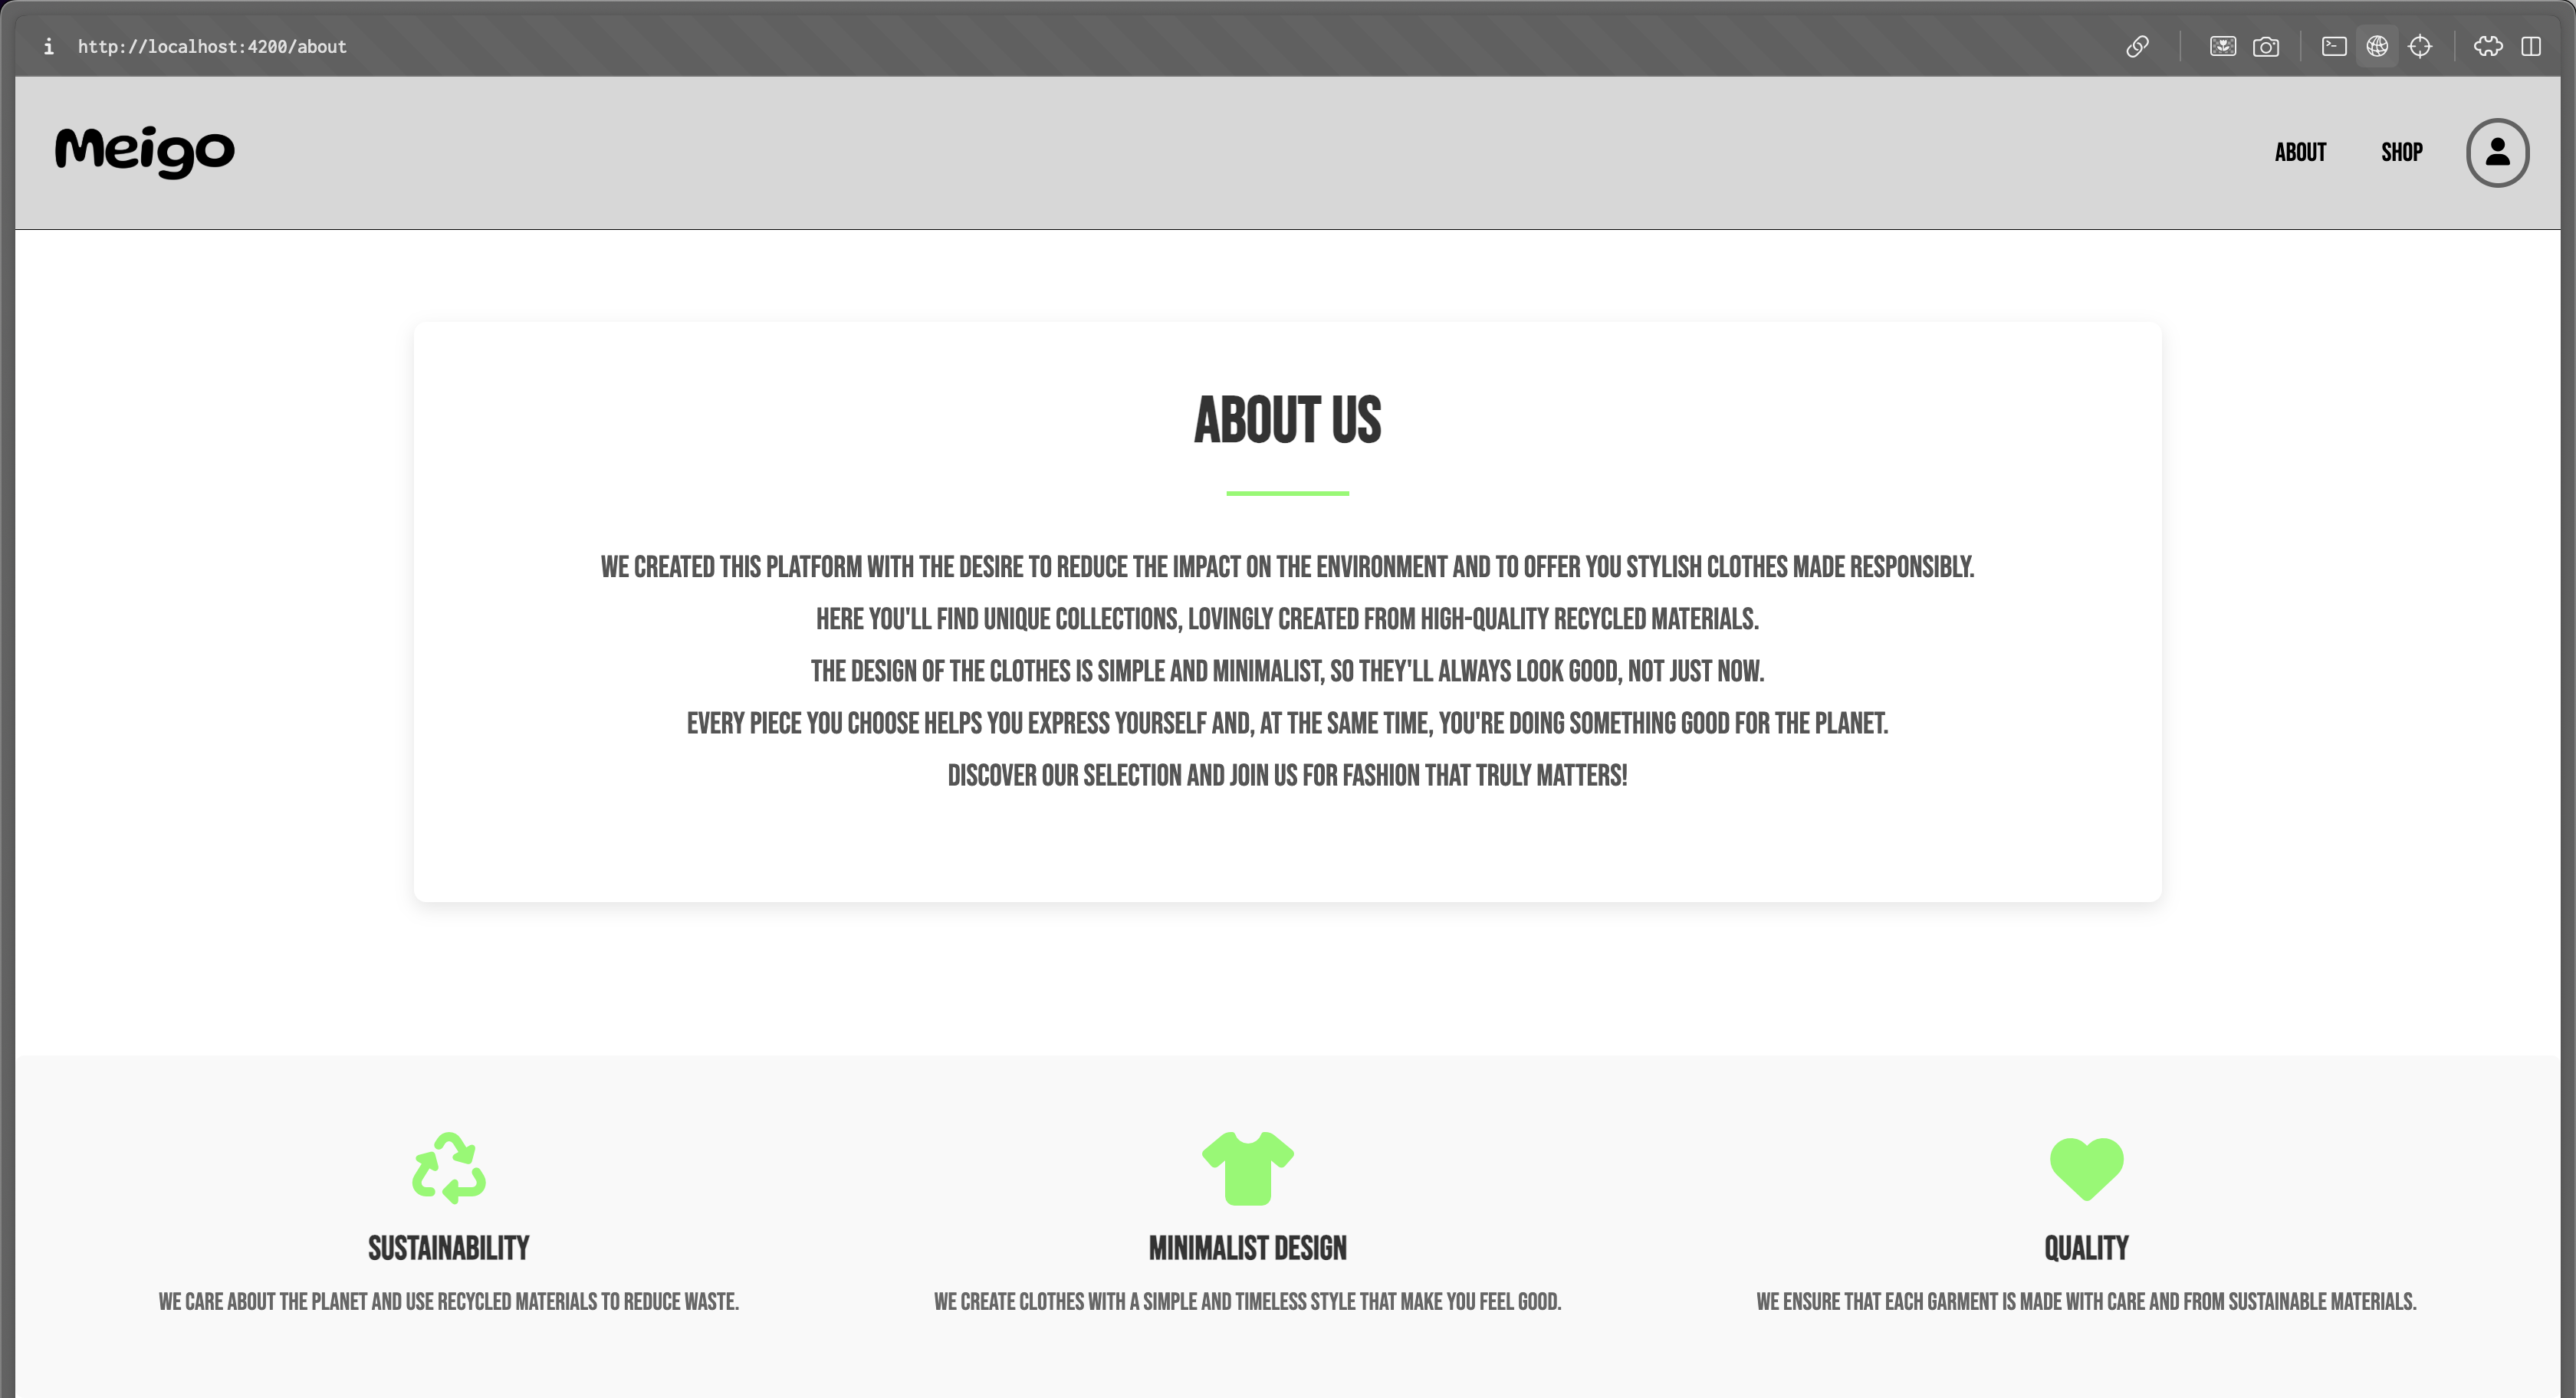 http://localhost:4200/about
Meigo
ABOUT
SHOP
ABOUT US
WE CREATED THIS PLATFORM WITH THE DESIRE TO REDUCE THE IMPACT ON THE ENVIRONMENT AND TO OFFER YOU STYLISH CLOTHES MADE RESPONSIBLY.
HERE YOU'LL FIND UNIQUE COLLECTIONS, LOVINGLY CREATED FROM HIGH-QUALITY RECYCLED MATERIALS.
THE DESIGN OF THE CLOTHES IS SIMPLE AND MINIMALIST, SO THEY'LL ALWAYS LOOK GOOD, NOT JUST NOW.
EVERY PIECE YOU CHOOSE HELPS YOU EXPRESS YOURSELF AND, AT THE SAME TIME, YOU'RE DOING SOMETHING GOOD FOR THE PLANET.
DISCOVER OUR SELECTION AND JOIN US FOR FASHION THAT TRULY MATTERS!
SUSTAINABILITY
WE CARE ABOUT THE PLANET AND USE RECYCLED MATERIALS TO REDUCE WASTE.
MINIMALIST DESIGN
WE CREATE CLOTHES WITH A SIMPLE AND TIMELESS STYLE THAT MAKE YOU FEEL GOOD.
QUALITY
WE ENSURE THAT EACH GARMENT IS MADE WITH CARE AND FROM SUSTAINABLE MATERIALS.